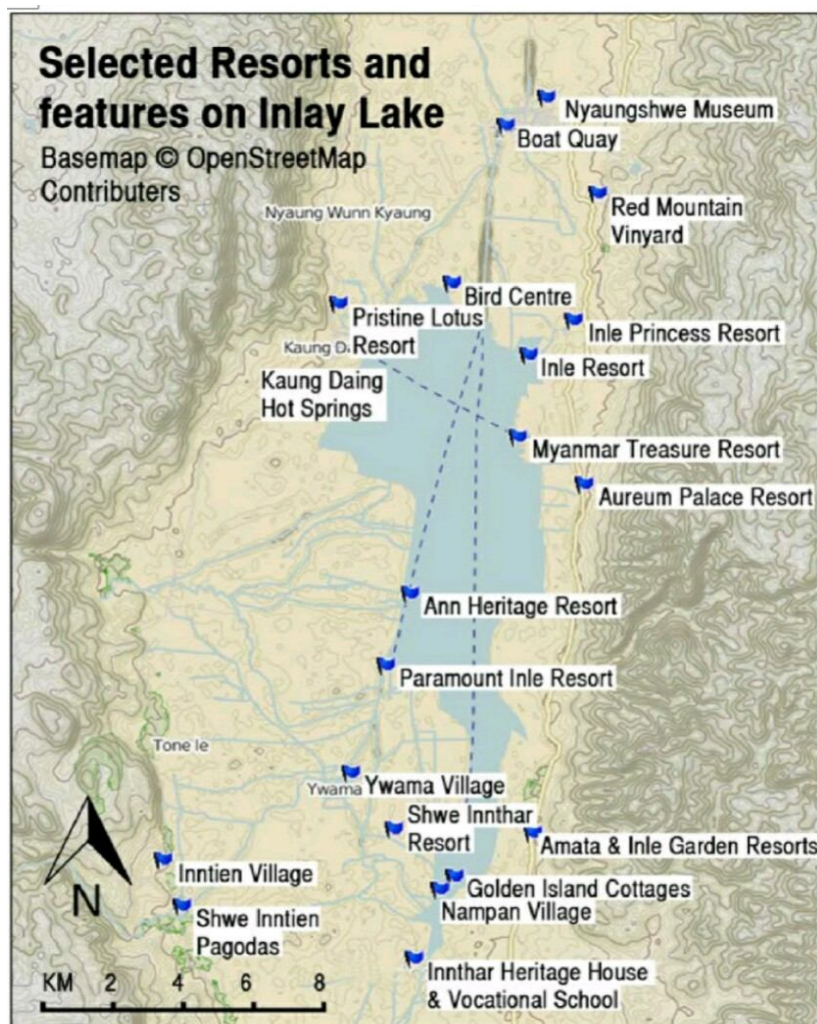 Selected Resorts and
features on Inlay Lake
Basemap © OpenStreetMap
Contributers
Nyaungshwe Museum
Boat Quay
Red Mountain
Vinyard
Nyaung Wunn Kyaung
Bird Centre
Pristine Lotus
Resort
Inle Princess Resort
Kaung D
Inle Resort
Kaung Daing
Hot Springs
Myanmar Treasure Resort
Aureum Palace Resort
Ann Heritage Resort
Paramount Inle Resort
Tone le
Ywama
Ywama Village
Shwe Innthar
Resort
Amata & Inle Garden Resorts
Inntien Village
Golden Island Cottages
Nampan Village
N
Shwe Inntien
Pagodas
Innthar Heritage House
& Vocational School
KM 2 4 6 8